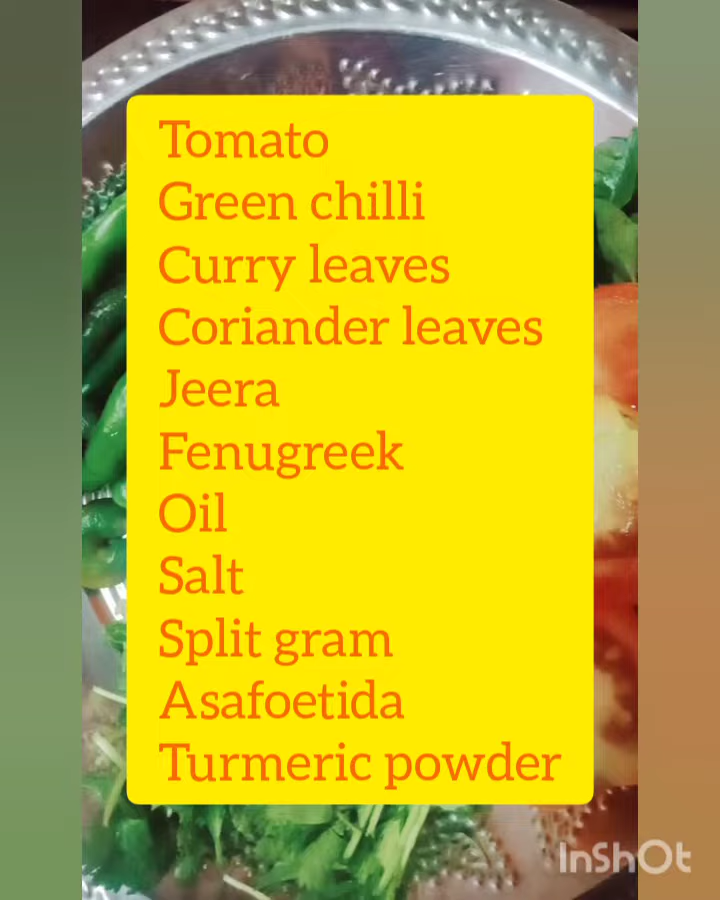 Tomato
Green chilli
Curry leaves
Coriander leaves
Jeera
Fenugreek
Oil
Salt
Split gram
Asafoetida
Turmeric powder
InShOt